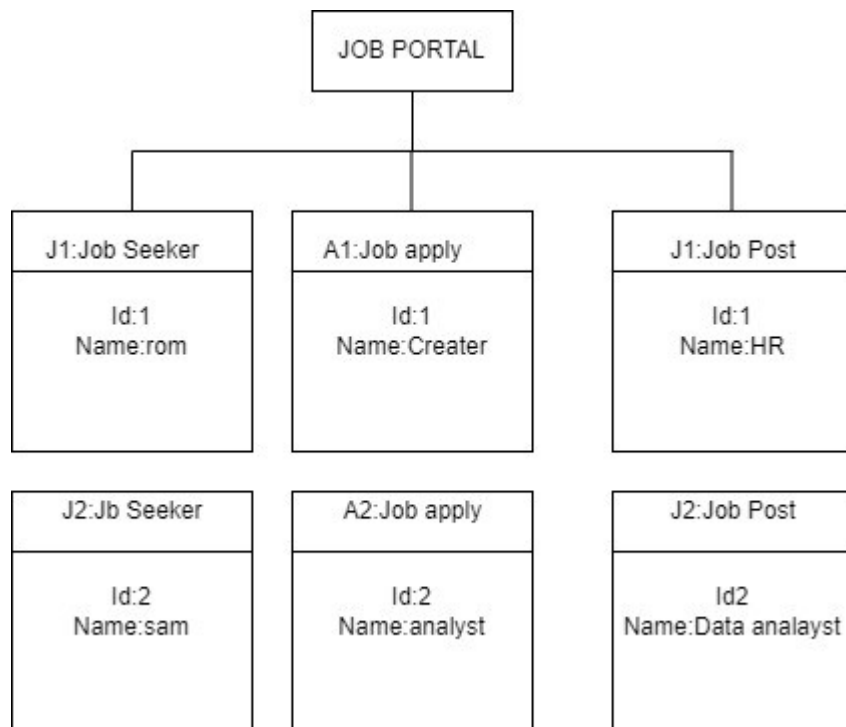 JOB PORTAL
J1:Job Seeker
Id:1
Name:rom
A1:Job apply
Id:1
Name:Creater
J1:Job Post
Id:1
Name:HR
J2:Jb Seeker
Id:2
Name:sam
A2:Job apply
Id:2
Name:analyst
J2:Job Post
Id2
Name:Data analayst